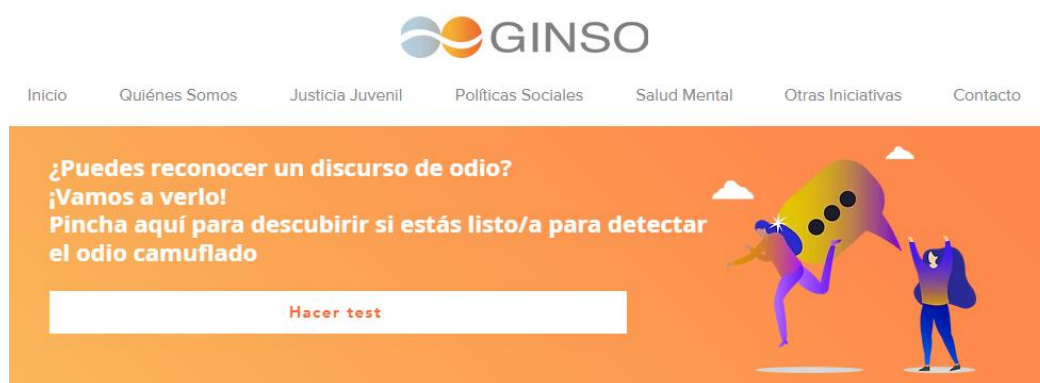 GINSO
Inicio Quiénes Somos Justicia Juvenil Políticas Sociales Salud Mental Otras Iniciativas Contacto
¿Puedes reconocer un discurso de odio?
¡Vamos a verlo!
Pincha aquí para descubirir si estás listo/a para detectar
el odio camuflado
Hacer test